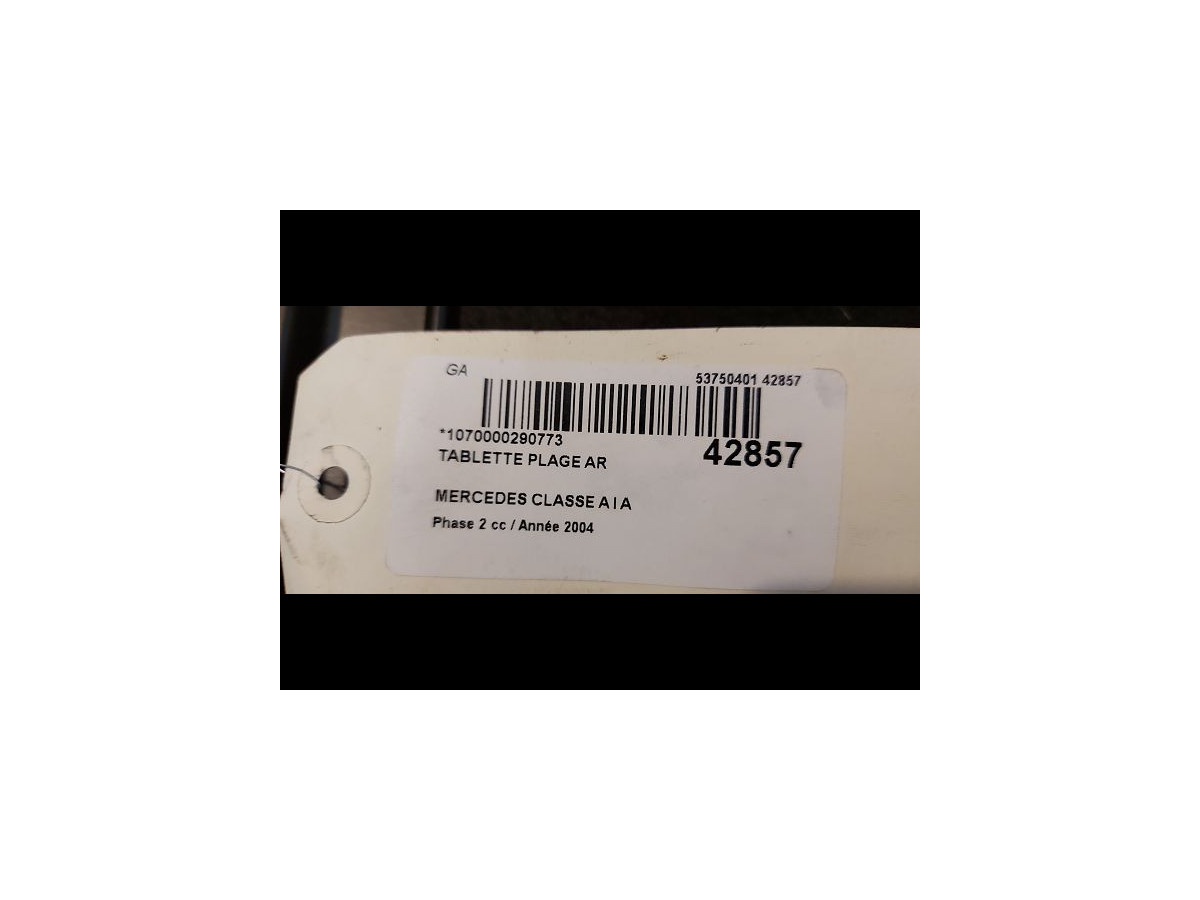 GA
53750401 42857
*1070000290773
42857
TABLETTE PLAGE AR
MERCEDES CLASSE A I A
Phase 2 cc / Année 2004